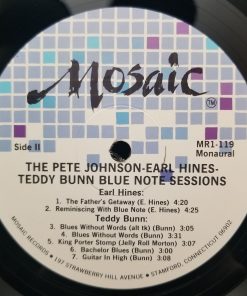 Mosaic
TM
Side II
MR1-119
Monaural
THE PETE JOHNSON-EARL HINES-
TEDDY BUNN BLUE NOTE SESSIONS
Earl Hines:
1. The Father's Getaway (E. Hines) 4:20
2. Reminiscing With Blue Note (E. Hines) 4:25
Teddy Bunn:
3. Blues Without Words (alt tk) (Bunn) 3:05
4. Blues Without Words (Bunn) 3:31
5. King Porter Stomp (Jelly Roll Morton) 3:07
6. Bachelor Blues (Bunn) 3:30
7. Guitar In High (Bunn) 3:00
MOSAIC RECORDS • 197 STRAWBERRY HILL AVENUE • STAMFORD, CONNECTICUT 06902